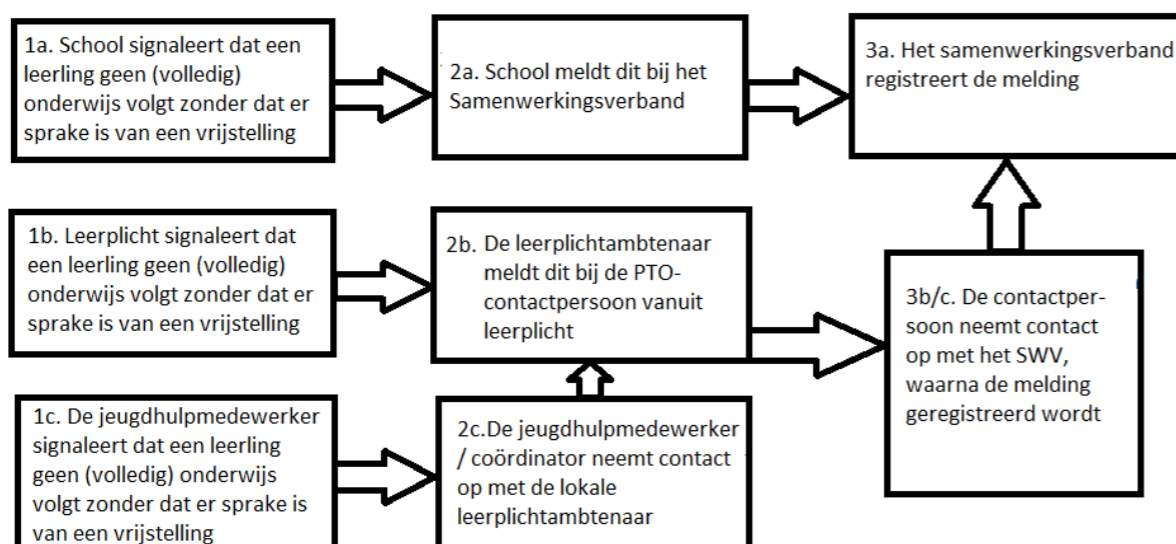 1a. School signaleert dat een
leerling geen (volledig)
onderwijs volgt zonder dat er
sprake is van een vrijstelling
2a. School meldt dit bij het
Samenwerkingsverband
3a. Het samenwerkingsverband
registreert de melding
1b. Leerplicht signaleert dat
een leerling geen (volledig)
onderwijs volgt zonder dat er
sprake is van een vrijstelling
2b. De leerplichtambtenaar
meldt dit bij de PTO-
contactpersoon vanuit
leerplicht
3b/c. De contactper-
soon neemt contact
op met het SWV,
waarna de melding
geregistreerd wordt
1c. De jeugdhulpmedewerker
signaleert dat een leerling
geen (volledig) onderwijs
volgt zonder dat er sprake is
van een vrijstelling
2c.De jeugdhulpmedewerker
/ coördinator neemt contact
op met de lokale
leerplichtambtenaar